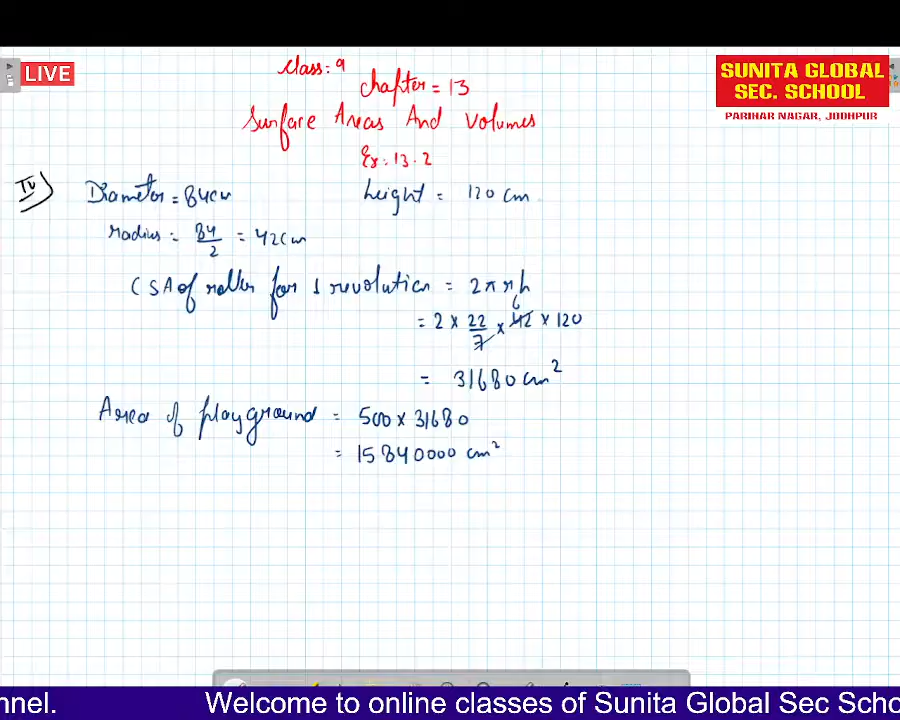 LIVE
Class: 9
Chapter = 13
Surface Areas And Volumes
Ex: 13.2
SUNITA GLOBAL
SEC. SCHOOL
PARIHAR NAGAR, JODHPUR
IV)
Diameter = 84cm height = 120 cm
radius = 84/2 = 42cm
CSA of roller for 1 revolution = 2πrh
= 2 × 22/7 × 42 6 × 120
= 31680 cm²
Area of playground = 500 × 31680
= 15840000 cm²
nnel. Welcome to online classes of Sunita Global Sec Scho